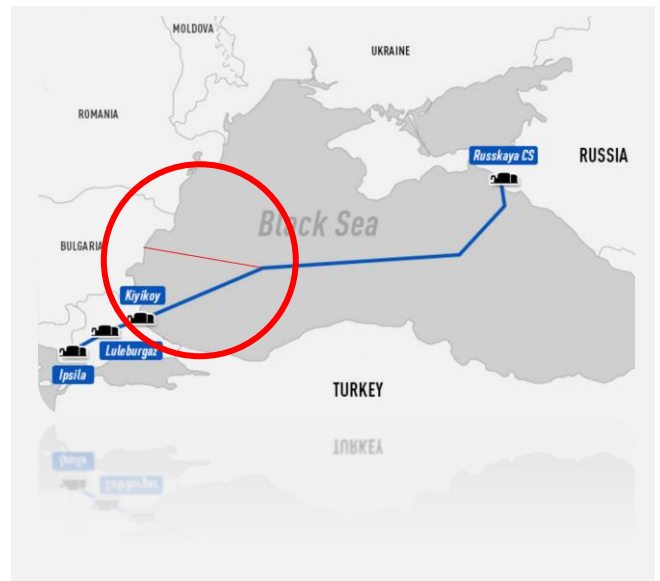 MOLDOVA
UKRAINE
ROMANIA
Russkaya CS
RUSSIA
Black Sea
BULGARIA
Kiyikoy
Luleburgaz
Ipsila
TURKEY